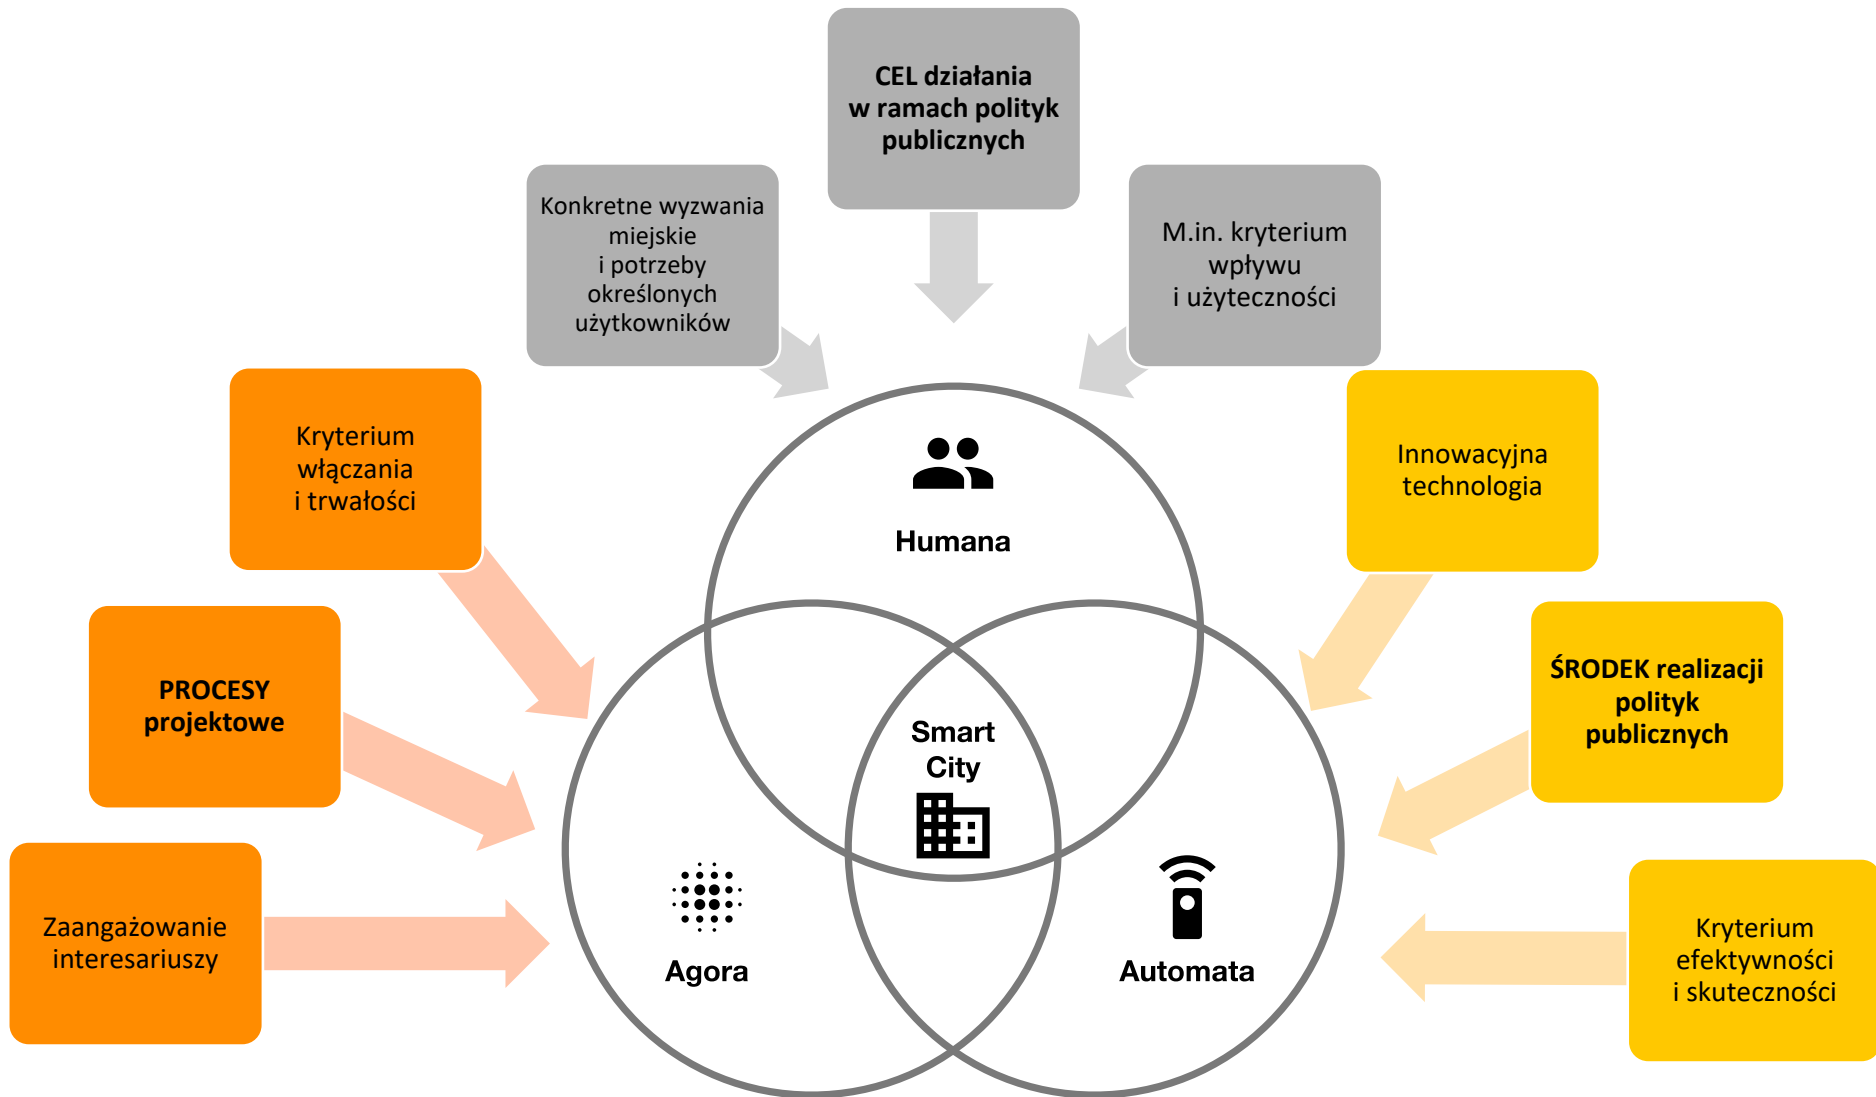 CEL działania
w ramach polityk
publicznych
Konkretne wyzwania
miejskie
i potrzeby
określonych
użytkowników
M.in. kryterium
wpływu
i użyteczności
Kryterium
włączania
i trwałości
Innowacyjna
technologia
Humana
PROCESY
projektowe
ŚRODEK realizacji
polityk
publicznych
Smart
City
Zaangażowanie
interesariuszy
Agora
Automata
Kryterium
efektywności
i skuteczności